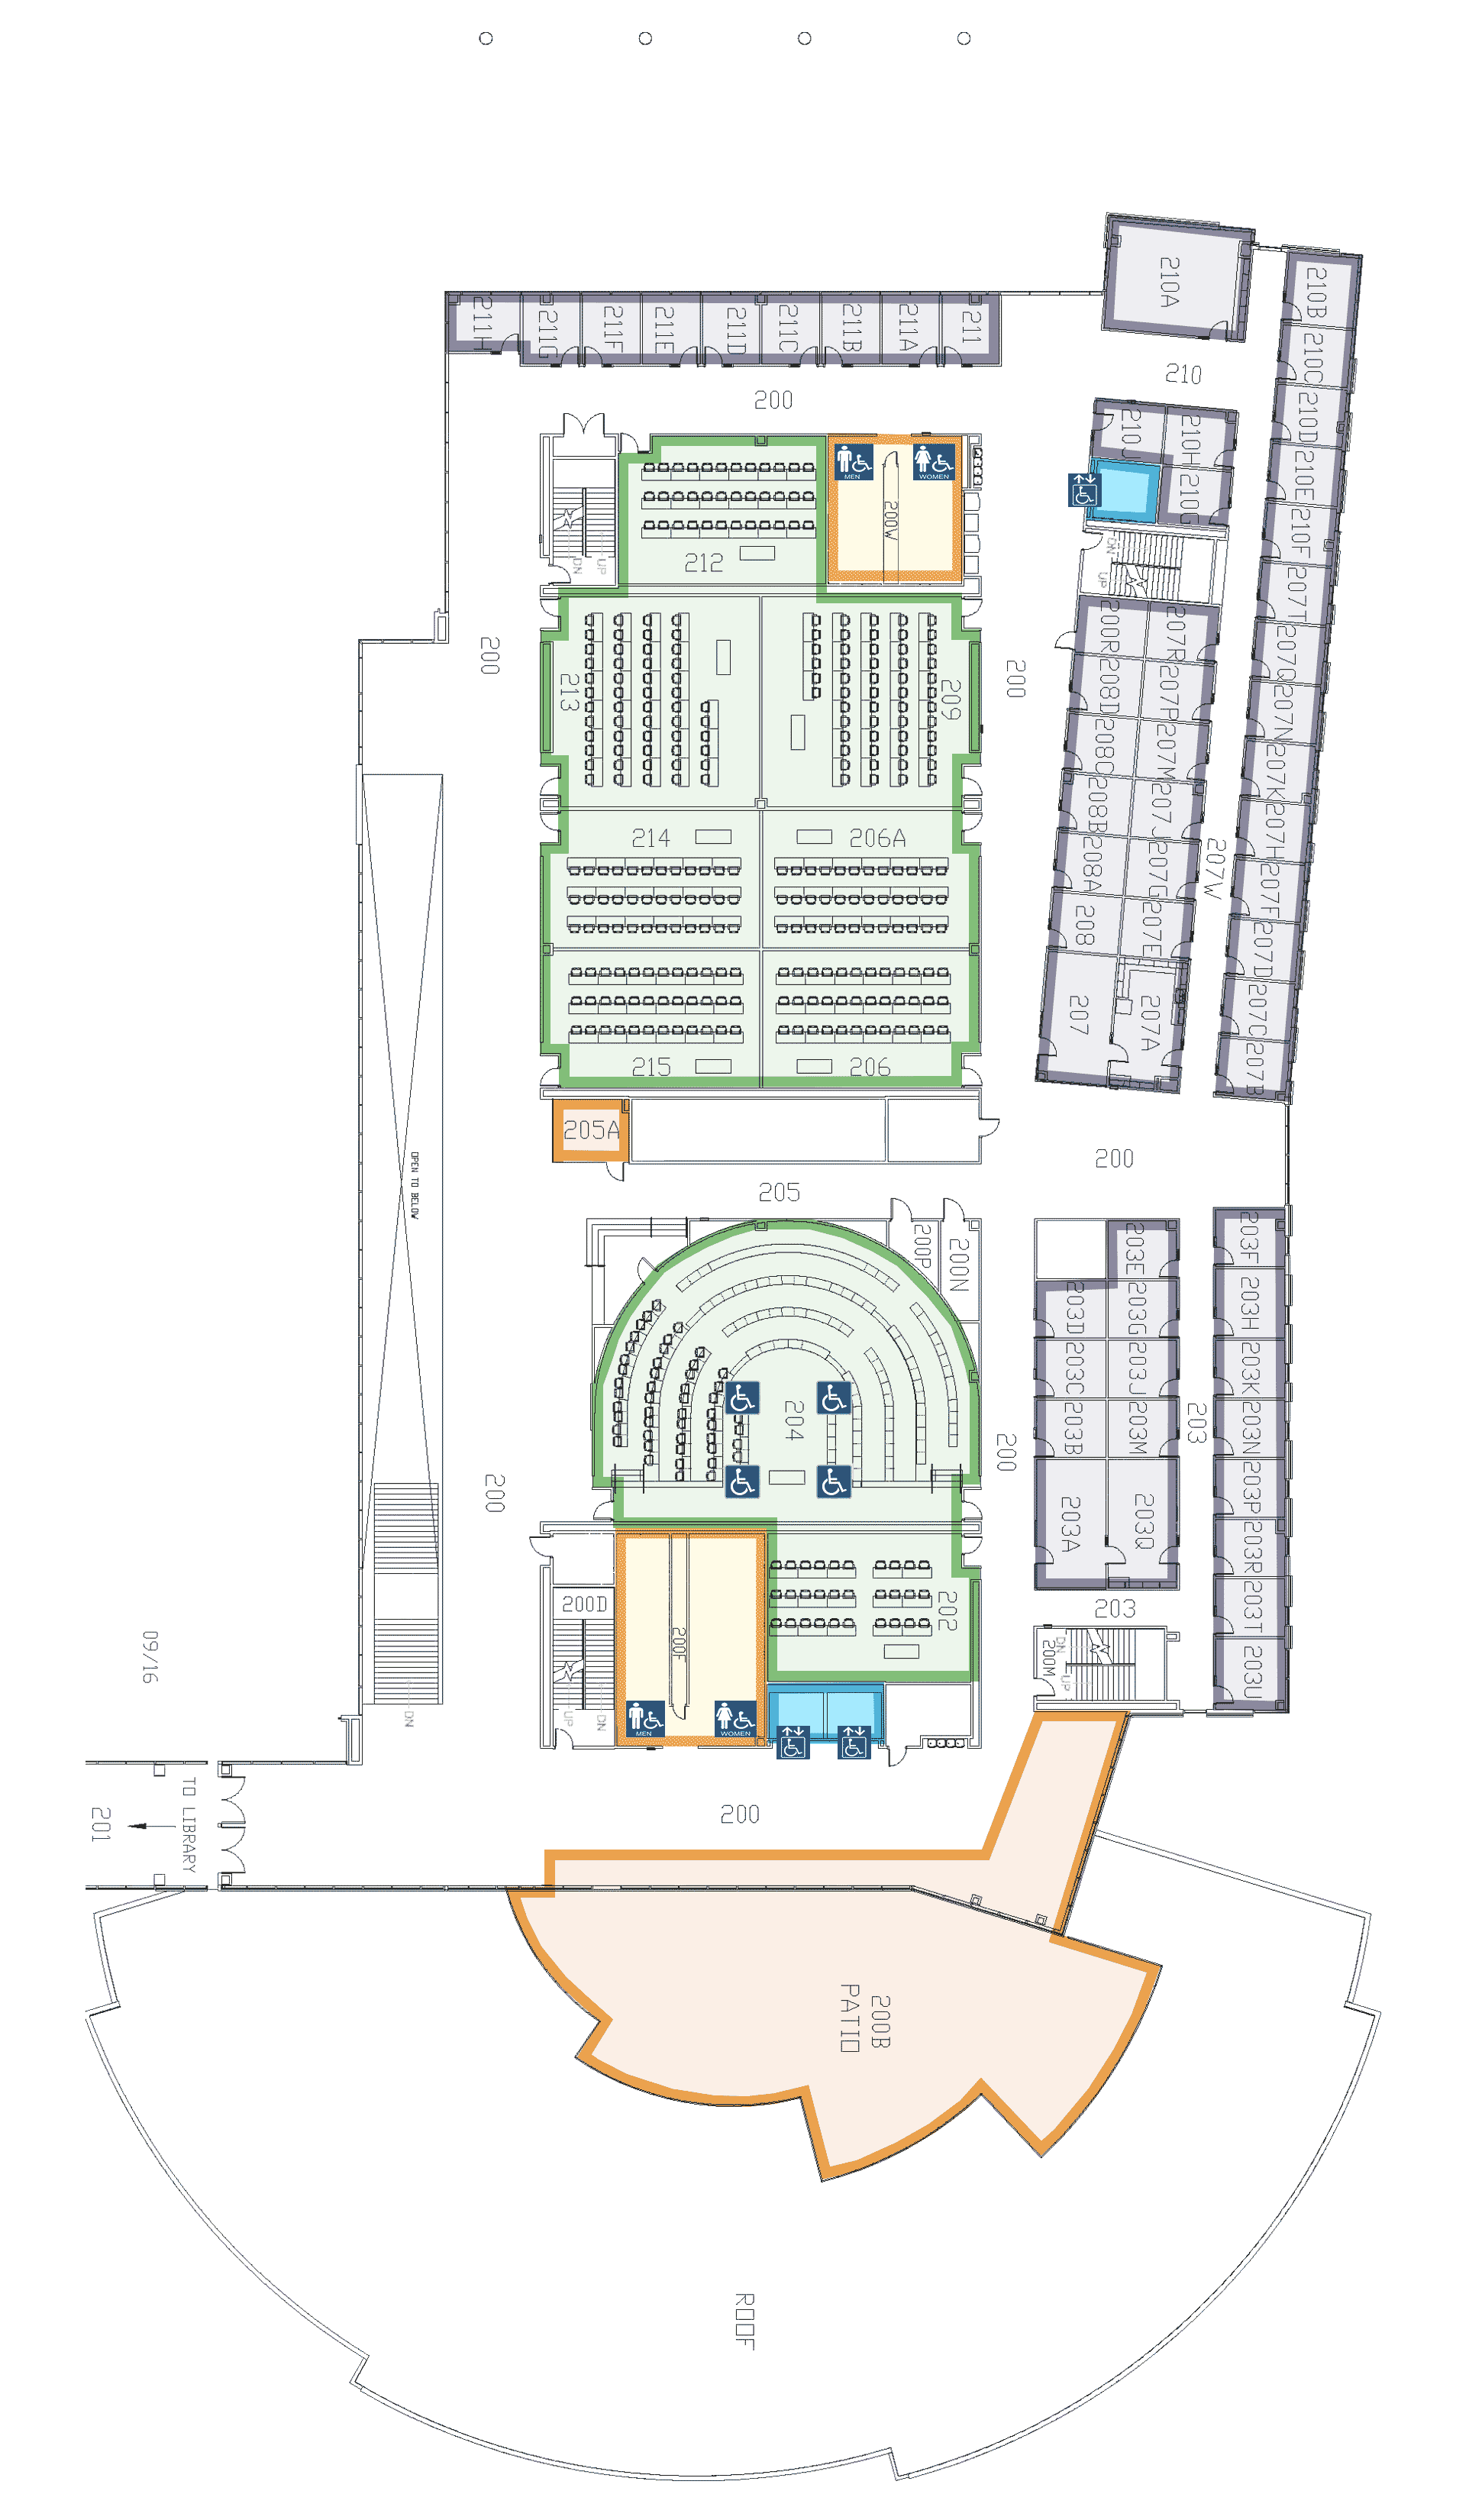 210A
210B
211H
211G
211F
211E
211D
211C
211B
211A
211
210C
210
200
210D
210J
210H
MEN
WOMEN
210E
210G
200W
210F
212
DN
UP
DN
UP
207T
200R
207R
200
213
209
200
208D
207P
207Q
207N
208C
207M
207K
208B
207J
214
206A
208A
207G
207W
207H
207F
208
207E
207D
215
206
207
207A
207C
207B
205A
OPEN TO BELOW
200
205
200P
200N
203E
203F
203D
203G
203H
203C
203J
203K
204
200
203B
203M
203
203N
200
203A
203Q
203P
203R
200D
202
203
203T
200F
09/16
200M
DN
UP
203U
DN
UP
DN
MEN
WOMEN
201
TO LIBRARY
200
200B
PATIO
ROOF